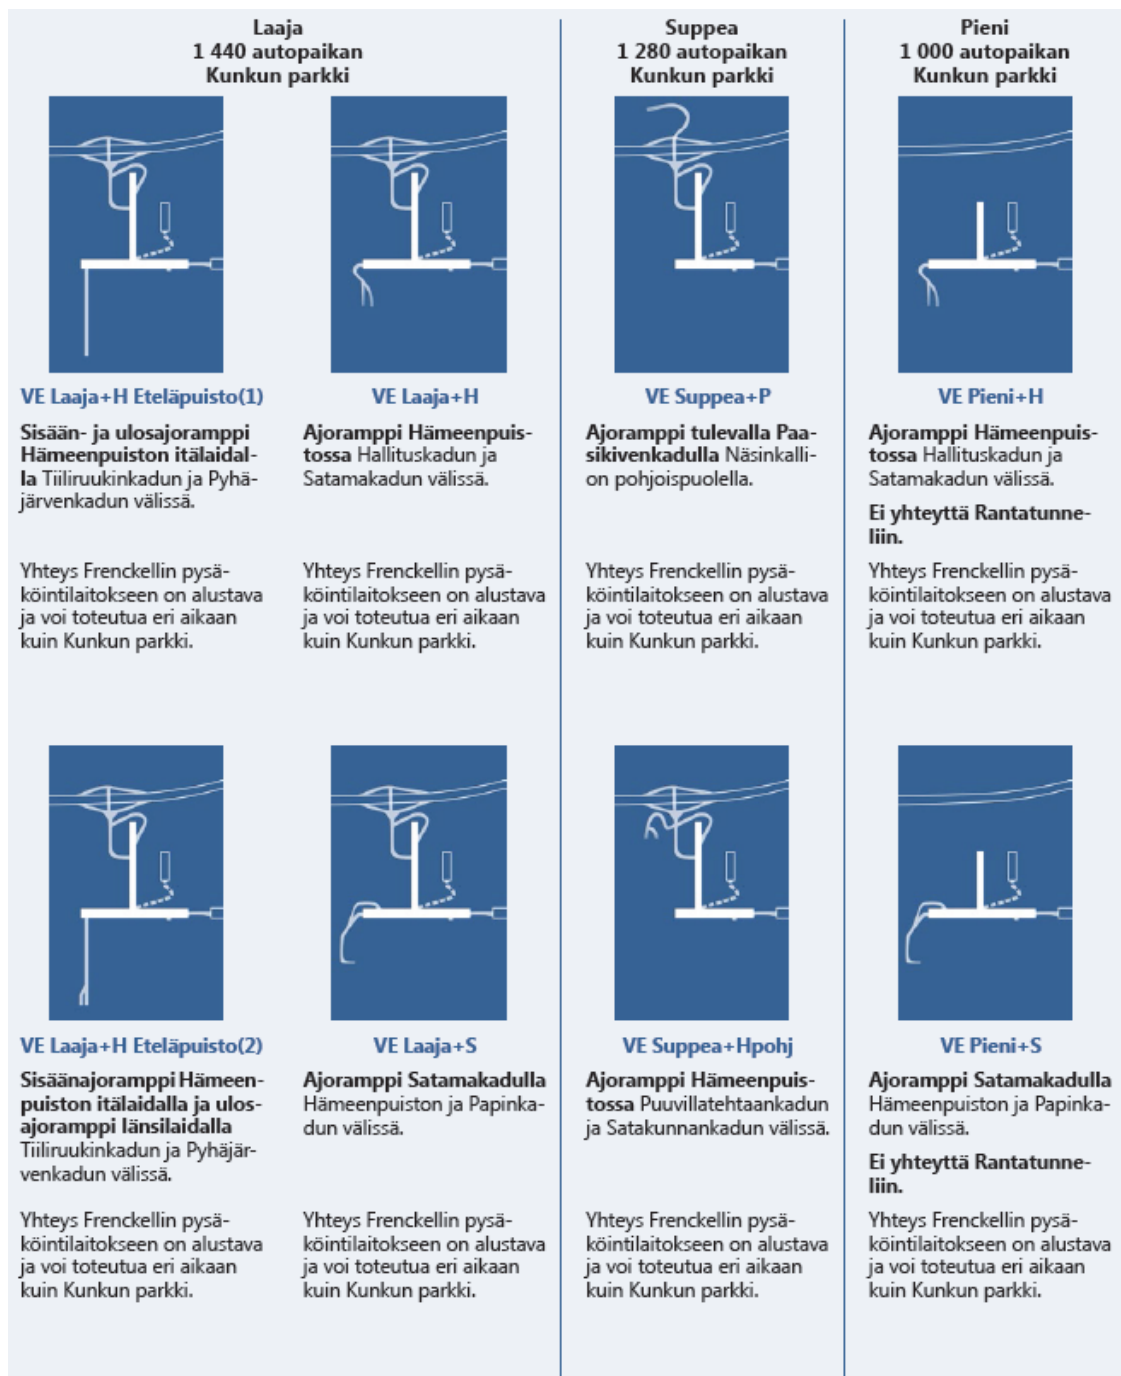 Laaja
1 440 autopaikan
Kunkun parkki
Suppea
1 280 autopaikan
Kunkun parkki
Pieni
1 000 autopaikan
Kunkun parkki
VE Laaja+H Eteläpuisto(1)
Sisään- ja ulosajoramppi
Hämeenpuiston itälaidal-
la Tiiliruukinkadun ja Pyhä-
järvenkadun välissä.
Yhteys Frenckellin pysä-
köintilaitokseen on alustava
ja voi toteutua eri aikaan
kuin Kunkun parkki.
VE Laaja+H
Ajoramppi Hämeenpuis-
tossa Hallituskadun ja
Satamakadun välissä.
Yhteys Frenckellin pysä-
köintilaitokseen on alustava
ja voi toteutua eri aikaan
kuin Kunkun parkki.
VE Suppea+P
Ajoramppi tulevalla Paa-
sikivenkadulla Näsinkalli-
on pohjoispuolella.
Yhteys Frenckellin pysä-
köintilaitokseen on alustava
ja voi toteutua eri aikaan
kuin Kunkun parkki.
VE Pieni+H
Ajoramppi Hämeenpuis-
tossa Hallituskadun ja
Satamakadun välissä.
Ei yhteyttä Rantatunne-
liin.
Yhteys Frenckellin pysä-
köintilaitokseen on alustava
ja voi toteutua eri aikaan
kuin Kunkun parkki.
VE Laaja+H Eteläpuisto(2)
Sisäänajoramppi Hämeen-
puiston itälaidalla ja ulos-
ajoramppi länsilaidalla
Tiiliruukinkadun ja Pyhäjär-
venkadun välissä.
Yhteys Frenckellin pysä-
köintilaitokseen on alustava
ja voi toteutua eri aikaan
kuin Kunkun parkki.
VE Laaja+S
Ajoramppi Satamakadulla
Hämeenpuiston ja Papinka-
dun välissä.
Yhteys Frenckellin pysä-
köintilaitokseen on alustava
ja voi toteutua eri aikaan
kuin Kunkun parkki.
VE Suppea+Hpohj
Ajoramppi Hämeenpuis-
tossa Puuvillatehtaankadun
ja Satakunnankadun välissä.
Yhteys Frenckellin pysä-
köintilaitokseen on alustava
ja voi toteutua eri aikaan
kuin Kunkun parkki.
VE Pieni+S
Ajoramppi Satamakadulla
Hämeenpuiston ja Papinka-
dun välissä.
Ei yhteyttä Rantatunne-
liin.
Yhteys Frenckellin pysä-
köintilaitokseen on alustava
ja voi toteutua eri aikaan
kuin Kunkun parkki.